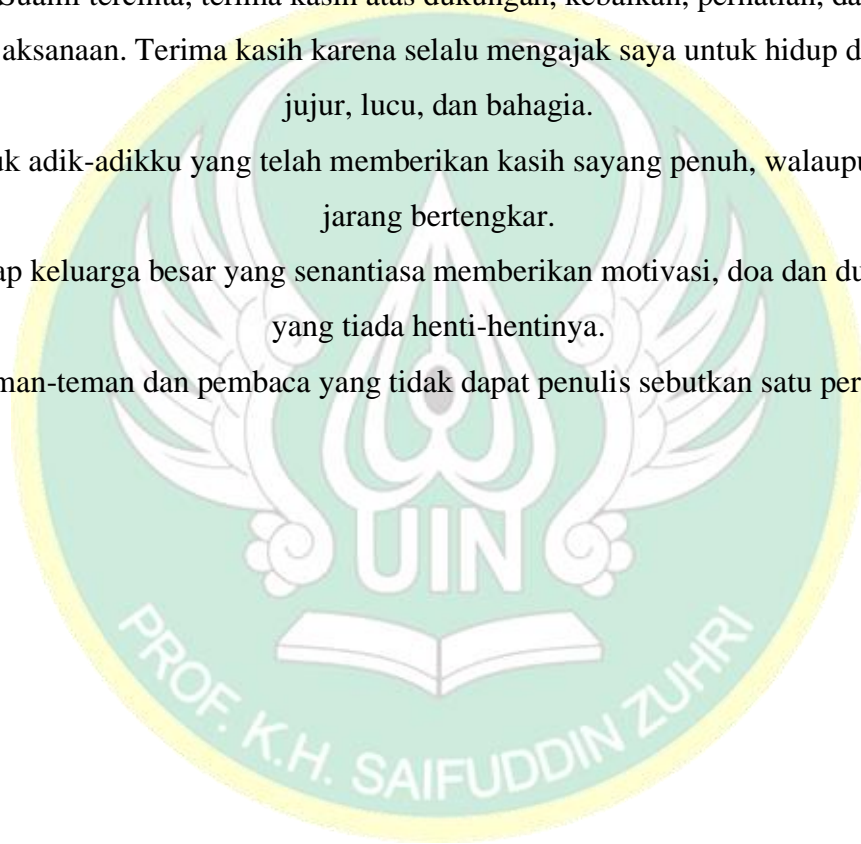 Suami tercinta, terima kasih atas dukungan, kebaikan, perhatian, da
aksanaan. Terima kasih karena selalu mengajak saya untuk hidup d
jujur, lucu, dan bahagia.
uk adik-adikku yang telah memberikan kasih sayang penuh, walaupu
jarang bertengkar.
ap keluarga besar yang senantiasa memberikan motivasi, doa dan du
yang tiada henti-hentinya.
man-teman dan pembaca yang tidak dapat penulis sebutkan satu per
UIN
PROF. K.H. SAIFUDDIN ZUHRI